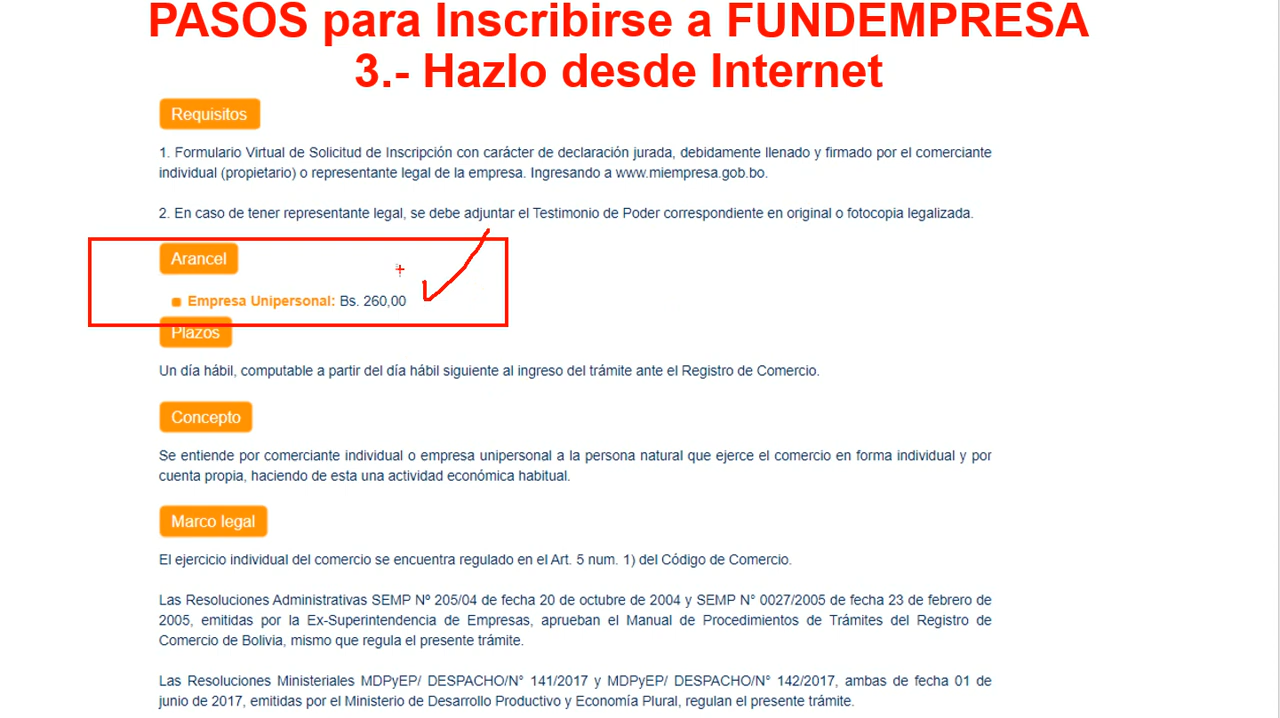 PASOS para Inscribirse a FUNDEMPRESA
3.- Hazlo desde Internet
Requisitos
1. Formulario Virtual de Solicitud de Inscripción con carácter de declaración jurada, debidamente llenado y firmado por el comerciante
individual (propietario) o representante legal de la empresa. Ingresando a www.miempresa.gob.bo.
2. En caso de tener representante legal, se debe adjuntar el Testimonio de Poder correspondiente en original o fotocopia legalizada.
Arancel
Empresa Unipersonal: Bs. 260,00
Plazos
Un día hábil, computable a partir del día hábil siguiente al ingreso del trámite ante el Registro de Comercio.
Concepto
Se entiende por comerciante individual o empresa unipersonal a la persona natural que ejerce el comercio en forma individual y por
cuenta propia, haciendo de esta una actividad económica habitual.
Marco legal
El ejercicio individual del comercio se encuentra regulado en el Art. 5 num. 1) del Código de Comercio.
Las Resoluciones Administrativas SEMP Nº 205/04 de fecha 20 de octubre de 2004 y SEMP N° 0027/2005 de fecha 23 de febrero de
2005, emitidas por la Ex-Superintendencia de Empresas, aprueban el Manual de Procedimientos de Trámites del Registro de
Comercio de Bolivia, mismo que regula el presente trámite.
Las Resoluciones Ministeriales MDPyEP/ DESPACHO/N° 141/2017 y MDPyEP/ DESPACHO/N° 142/2017, ambas de fecha 01 de
junio de 2017, emitidas por el Ministerio de Desarrollo Productivo y Economía Plural, regulan el presente trámite.